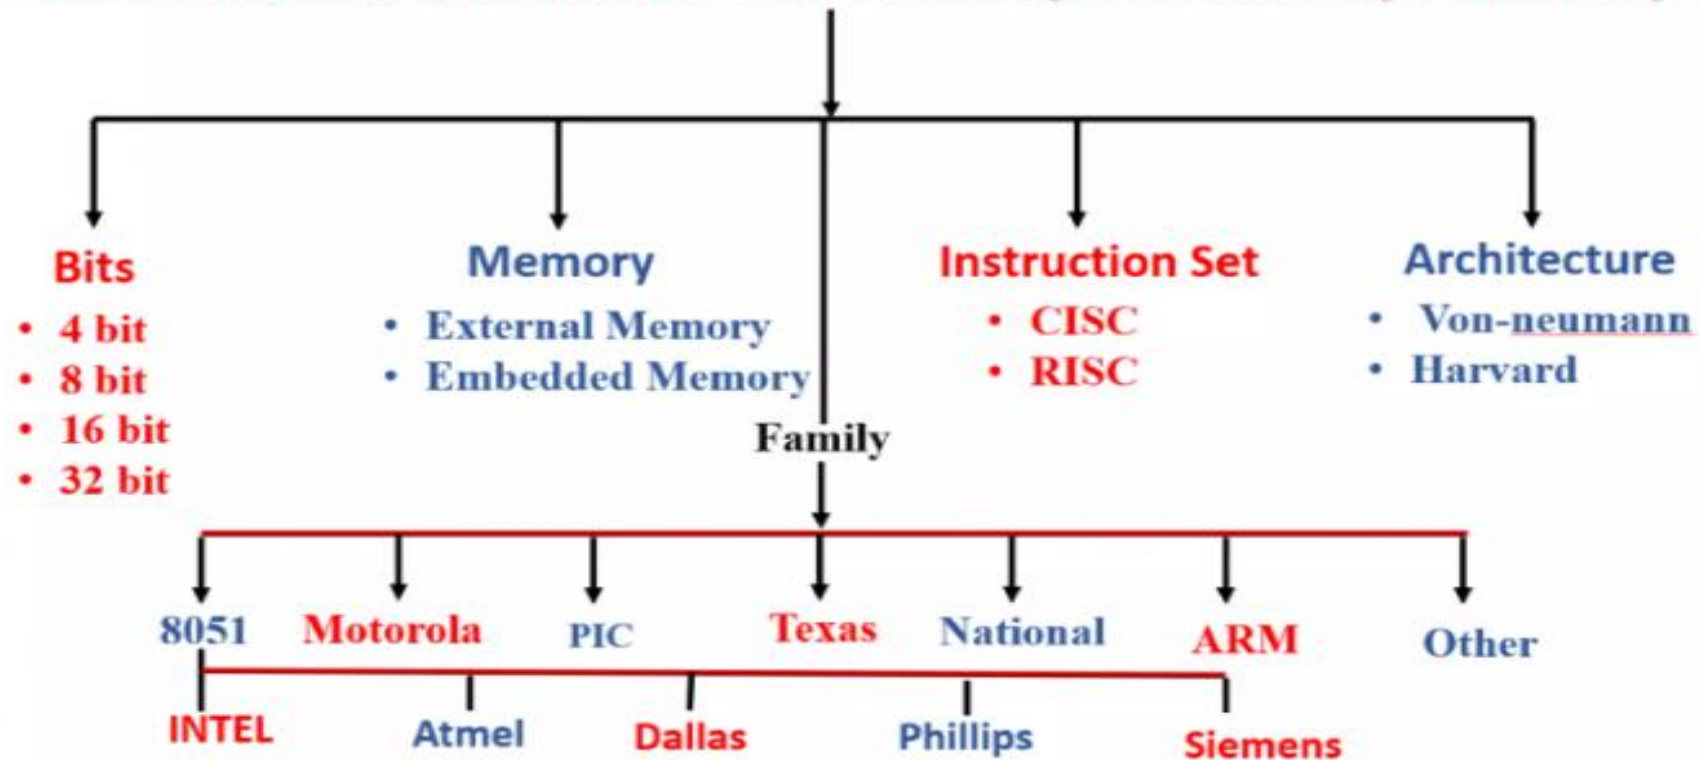 Bits
• 4 bit
• 8 bit
• 16 bit
• 32 bit
Memory
• External Memory
• Embedded Memory
Instruction Set
• CISC
• RISC
Architecture
• Von-neumann
• Harvard
Family
8051 Motorola PIC Texas National ARM Other
INTEL Atmel Dallas Phillips Siemens